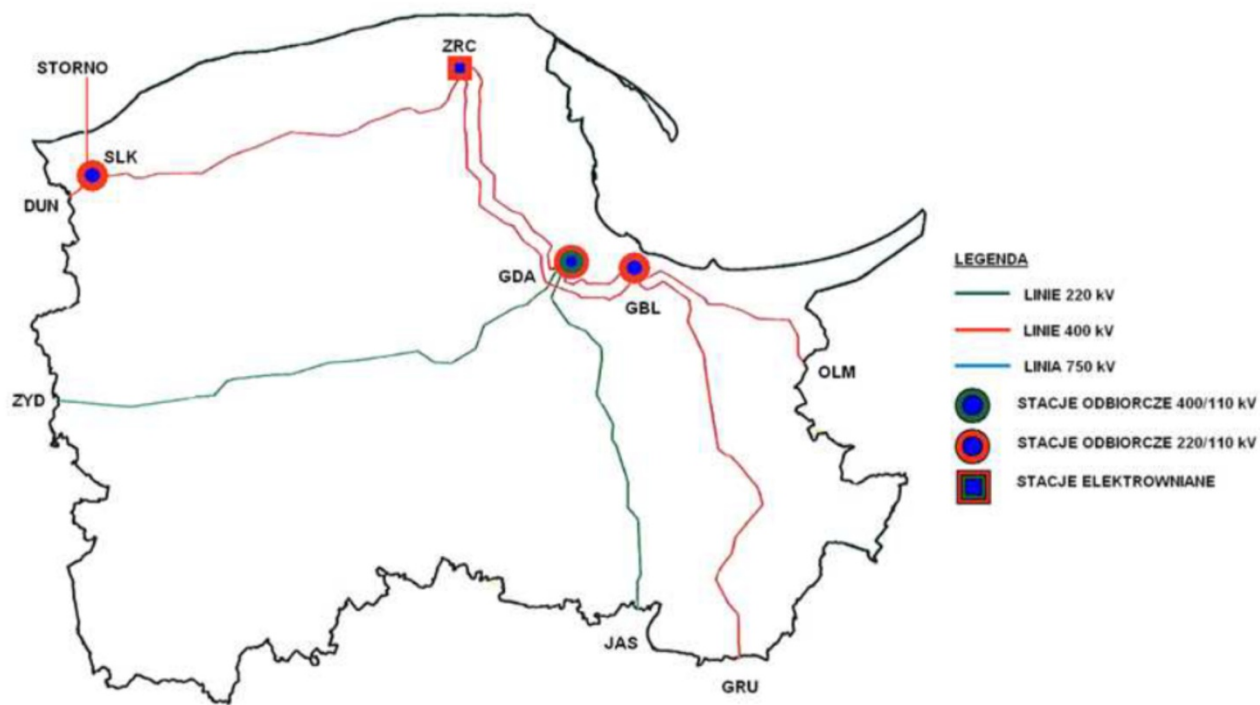 ZRC
STORNO
SLK
DUN
GDA
GBL
OLM
ZYD
JAS
GRU
LEGENDA
LINIE 220 kV
LINIE 400 kV
LINIA 750 kV
STACJE ODBIORCZE 400/110 kV
STACJE ODBIORCZE 220/110 kV
STACJE ELEKTROWNIANE